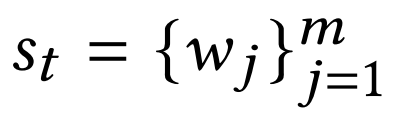 $s_t = \{w_j\}_{j=1}^{m}$